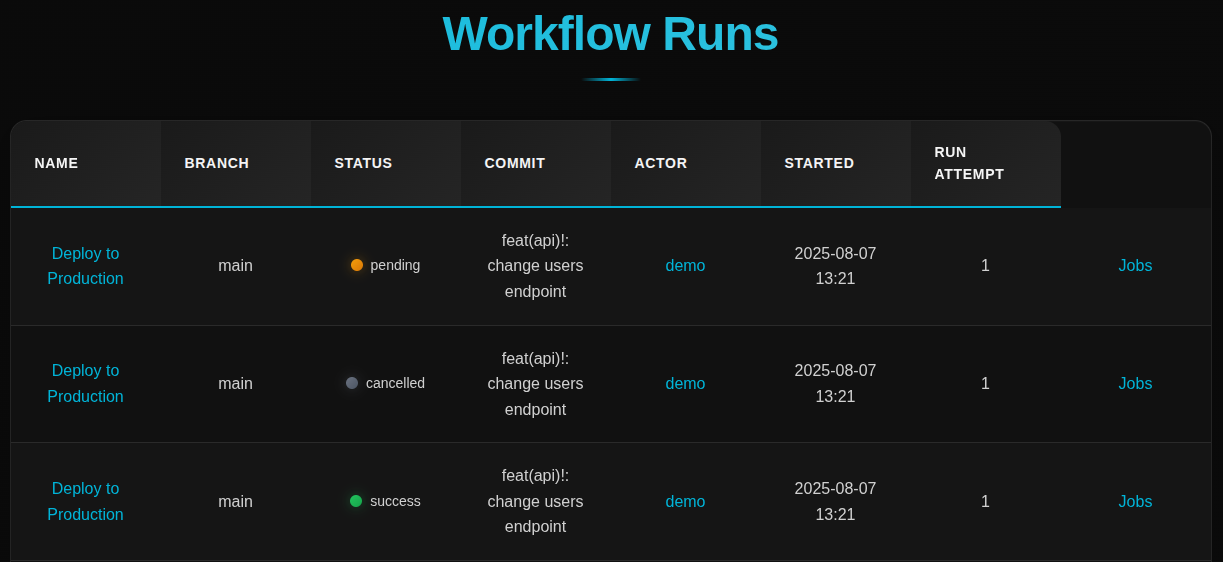 Workflow Runs
NAME BRANCH STATUS COMMIT ACTOR STARTED RUN ATTEMPT
Deploy to Production main pending feat(api)!: change users endpoint demo 2025-08-07 13:21 1 Jobs
Deploy to Production main cancelled feat(api)!: change users endpoint demo 2025-08-07 13:21 1 Jobs
Deploy to Production main success feat(api)!: change users endpoint demo 2025-08-07 13:21 1 Jobs